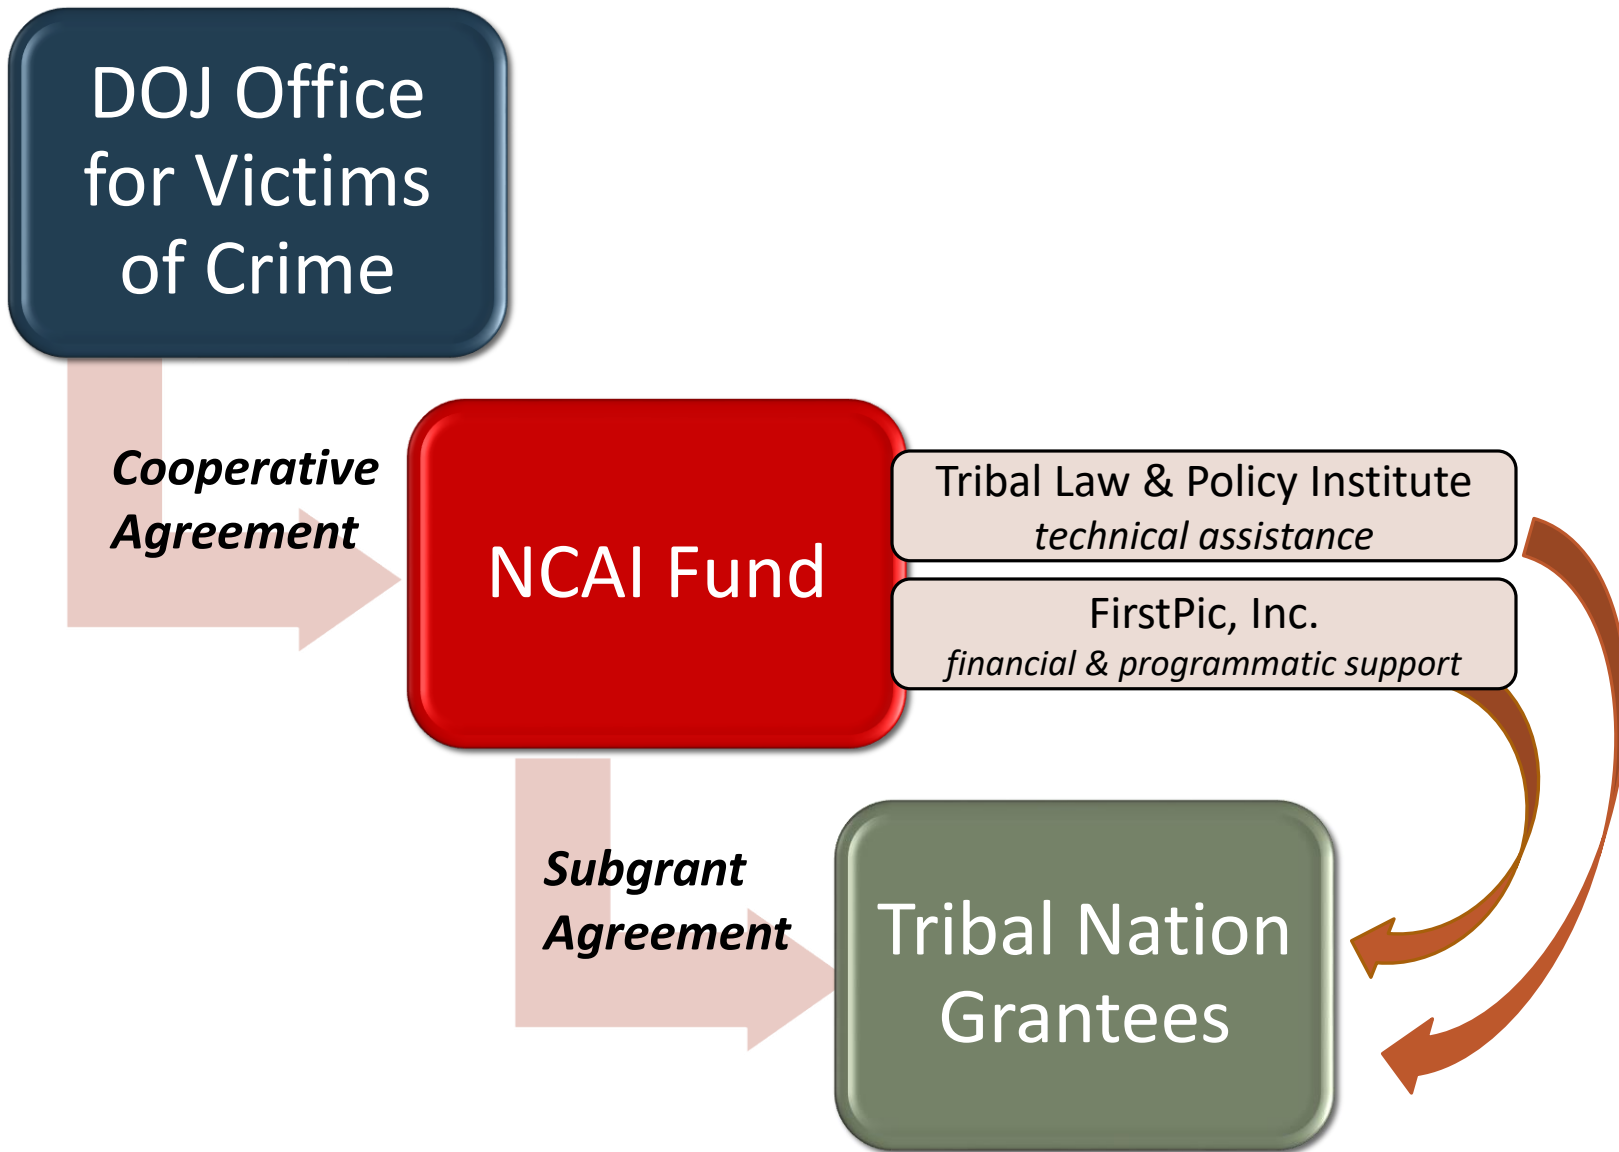 DOJ Office
for Victims
of Crime
Cooperative
Agreement
NCAI Fund
Tribal Law & Policy Institute
technical assistance
FirstPic, Inc.
financial & programmatic support
Subgrant
Agreement
Tribal Nation
Grantees